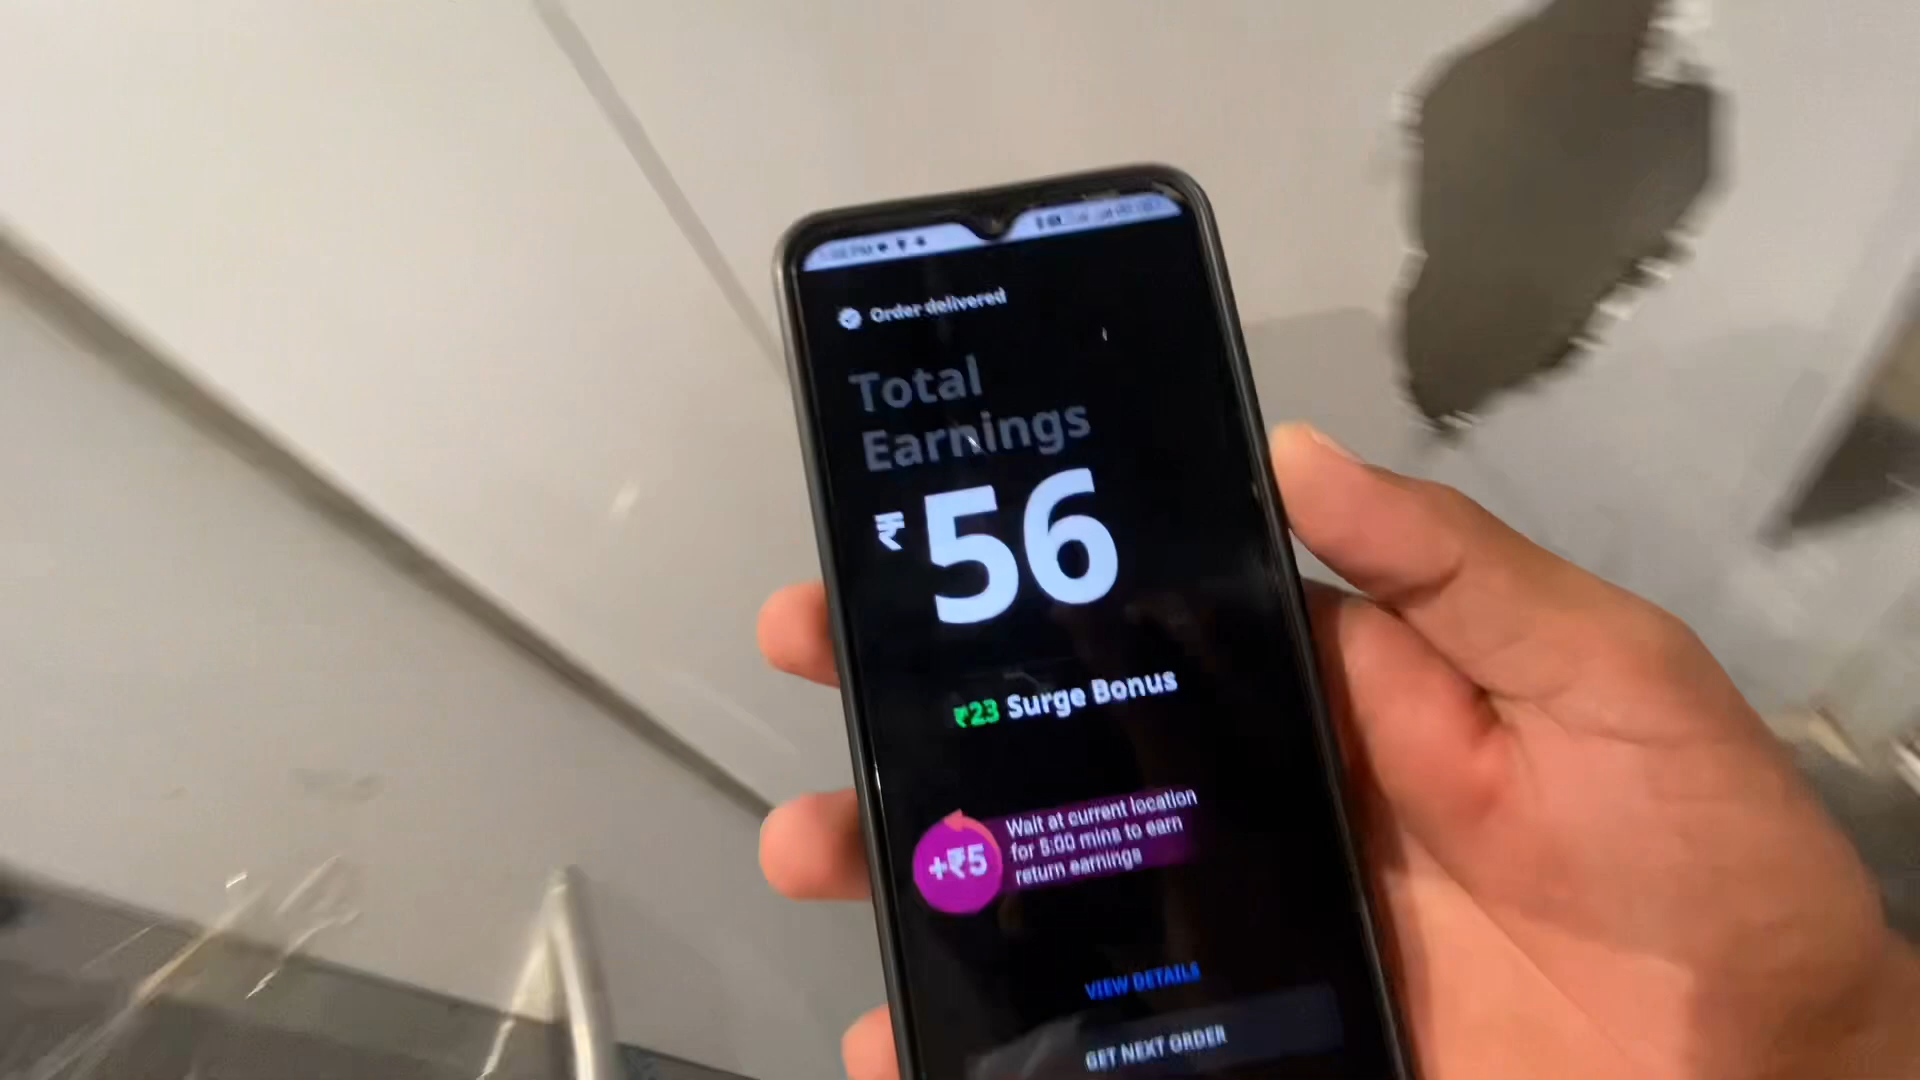 Order delivered
Total
Earnings
₹56
₹23 Surge Bonus
+₹5
Wait at current location
for 5:00 mins to earn
return earnings
VIEW DETAILS
GET NEXT ORDER